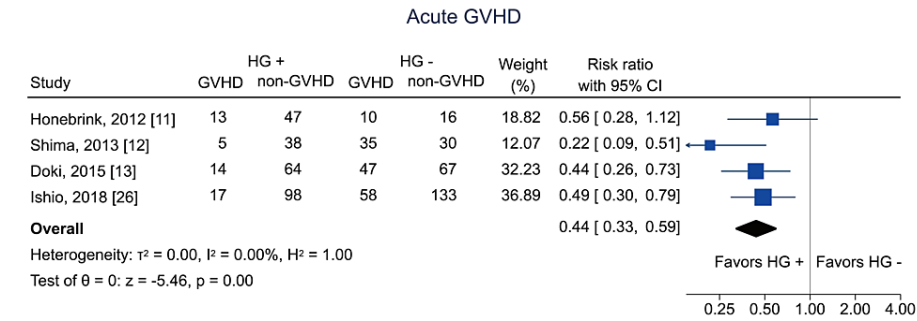 Acute GVHD
HG + HG - Weight Risk ratio
Study GVHD non-GVHD GVHD non-GVHD (%) with 95% CI
Honebrink, 2012 [11] 13 47 10 16 18.82 0.56 [ 0.28, 1.12]
Shima, 2013 [12] 5 38 35 30 12.07 0.22 [ 0.09, 0.51]
Doki, 2015 [13] 14 64 47 67 32.23 0.44 [ 0.26, 0.73]
Ishio, 2018 [26] 17 98 58 133 36.89 0.49 [ 0.30, 0.79]
Overall 0.44 [ 0.33, 0.59]
Heterogeneity: τ² = 0.00, I² = 0.00%, H² = 1.00
Favors HG + Favors HG -
Test of θ = 0: z = -5.46, p = 0.00
0.25 0.50 1.00 2.00 4.00